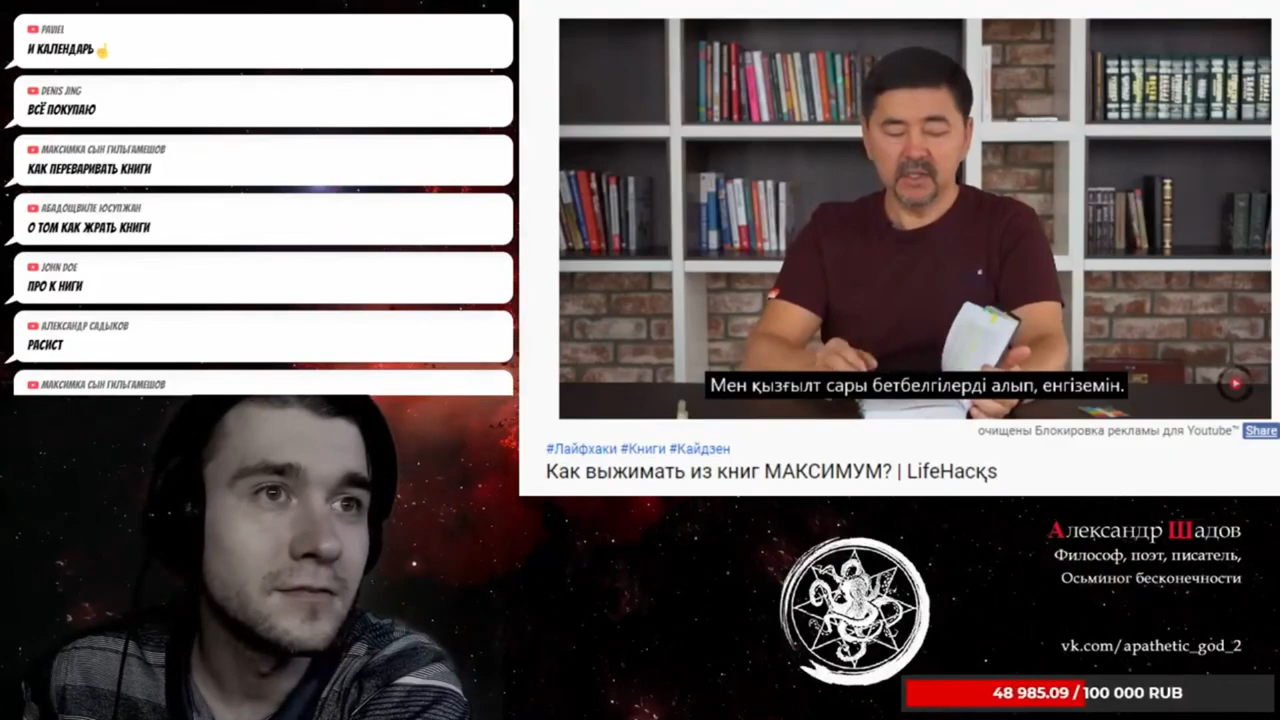 PAVIEL
И КАЛЕНДАРЬ☝
DENIS JING
ВСЁ ПОКУПАЮ
МАКСИМКА СЫН ГИЛЬГАМЕШОВ
КАК ПЕРЕВАРИВАТЬ КНИГИ
АБАДОЩВИЛЕ ЮСУПЖАН
О ТОМ КАК ЖРАТЬ КНИГИ
JOHN DOE
ПРО К НИГИ
АЛЕКСАНДР САДЫКОВ
РАСИСТ
МАКСИМКА СЫН ГИЛЬГАМЕШОВ
Мен қызғылт сары бетбелгілерді алып, енгіземін.
очищены Блокировка рекламы для Youtube™ Share
#Лайфхаки #Книги #Кайдзен
Как выжимать из книг МАКСИМУМ? | LifeHacқs
Александр Шадов
Философ, поэт, писатель,
Осьминог бесконечности
vk.com/apathetic_god_2
48 985.09 / 100 000 RUB